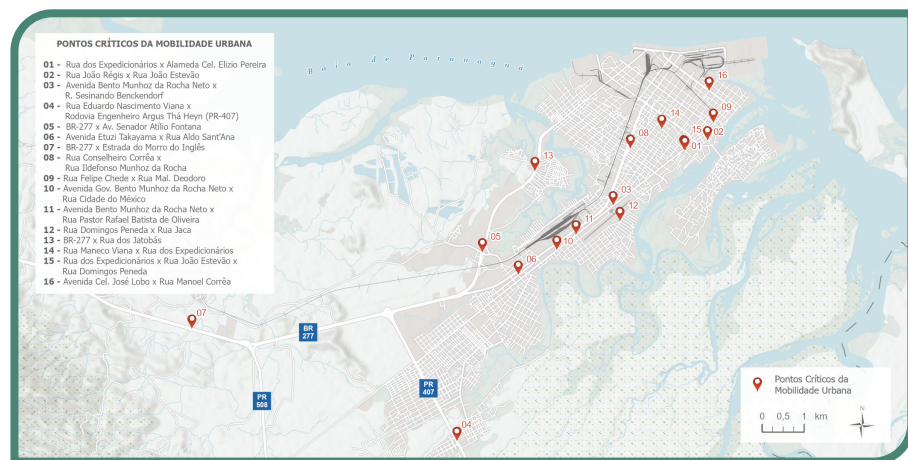 PONTOS CRÍTICOS DA MOBILIDADE URBANA
01 - Rua dos Expedicionários x Alameda Cel. Elizio Pereira
02 - Rua João Régis x Rua João Estevão
03 - Avenida Bento Munhoz da Rocha Neto x
R. Sesinando Benckendorf
04 - Rua Eduardo Nascimento Viana x
Rodovia Engenheiro Argus Thá Heyn (PR-407)
05 - BR-277 x Av. Senador Atílio Fontana
06 - Avenida Etuzi Takayama x Rua Aldo Sant'Ana
07 - BR-277 x Estrada do Morro do Inglês
08 - Rua Conselheiro Corrêa x
Rua Ildefonso Munhoz da Rocha
09 - Rua Felipe Chede x Rua Mal. Deodoro
10 - Avenida Gov. Bento Munhoz da Rocha Neto x
Rua Cidade do México
11 - Avenida Bento Munhoz da Rocha Neto x
Rua Pastor Rafael Batista de Oliveira
12 - Rua Domingos Peneda x Rua Jaca
13 - BR-277 x Rua dos Jatobás
14 - Rua Maneco Viana x Rua dos Expedicionários
15 - Rua dos Expedicionários x Rua João Estevão x
Rua Domingos Peneda
16 - Avenida Cel. José Lobo x Rua Manoel Corrêa
Baia de Paranagua
16
09
14
15
02
08
01
13
03
12
11
10
05
06
07
BR
277
PR
407
PR
508
04
Pontos Críticos da
Mobilidade Urbana
0 0,5 1 km
N